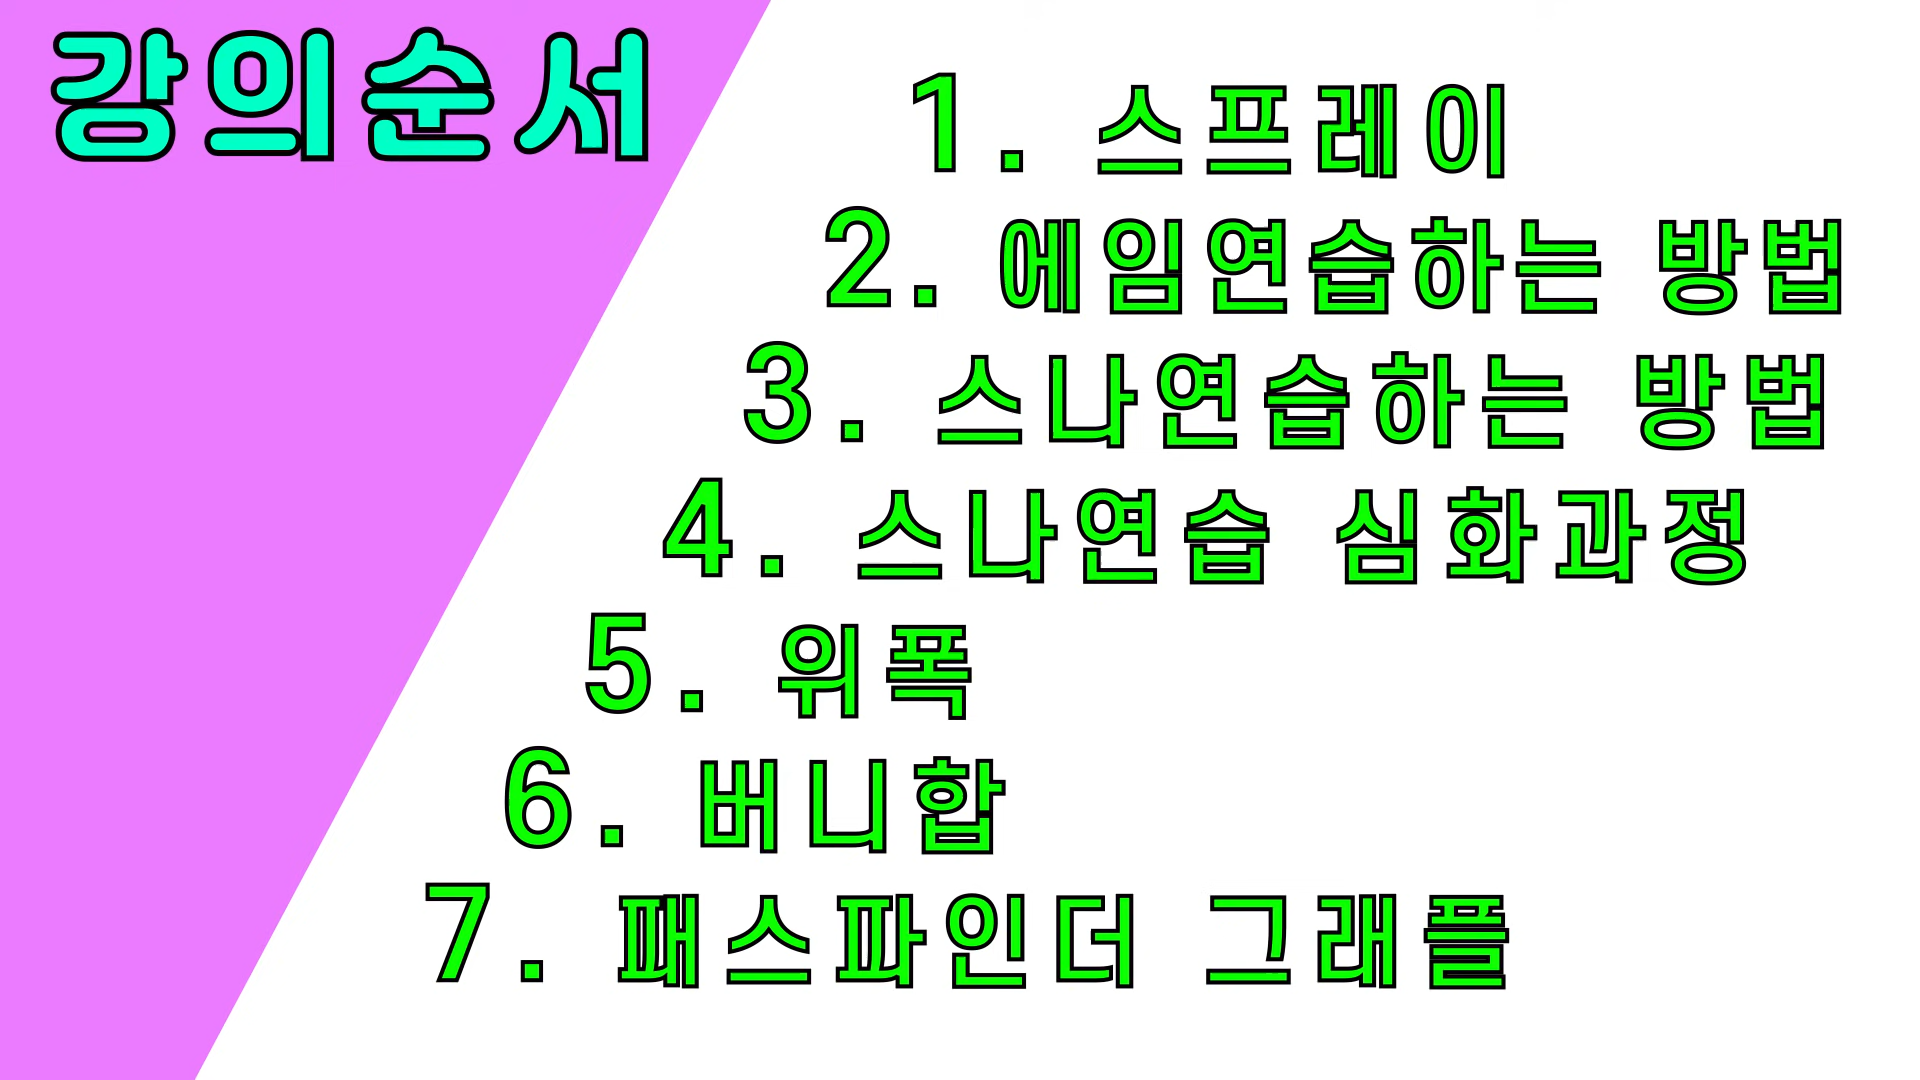 강의순서
1. 스프레이
2. 에임연습하는 방법
3. 스나연습하는 방법
4. 스나연습 심화과정
5. 위폭
6. 버니합
7. 패스파인더 그래플